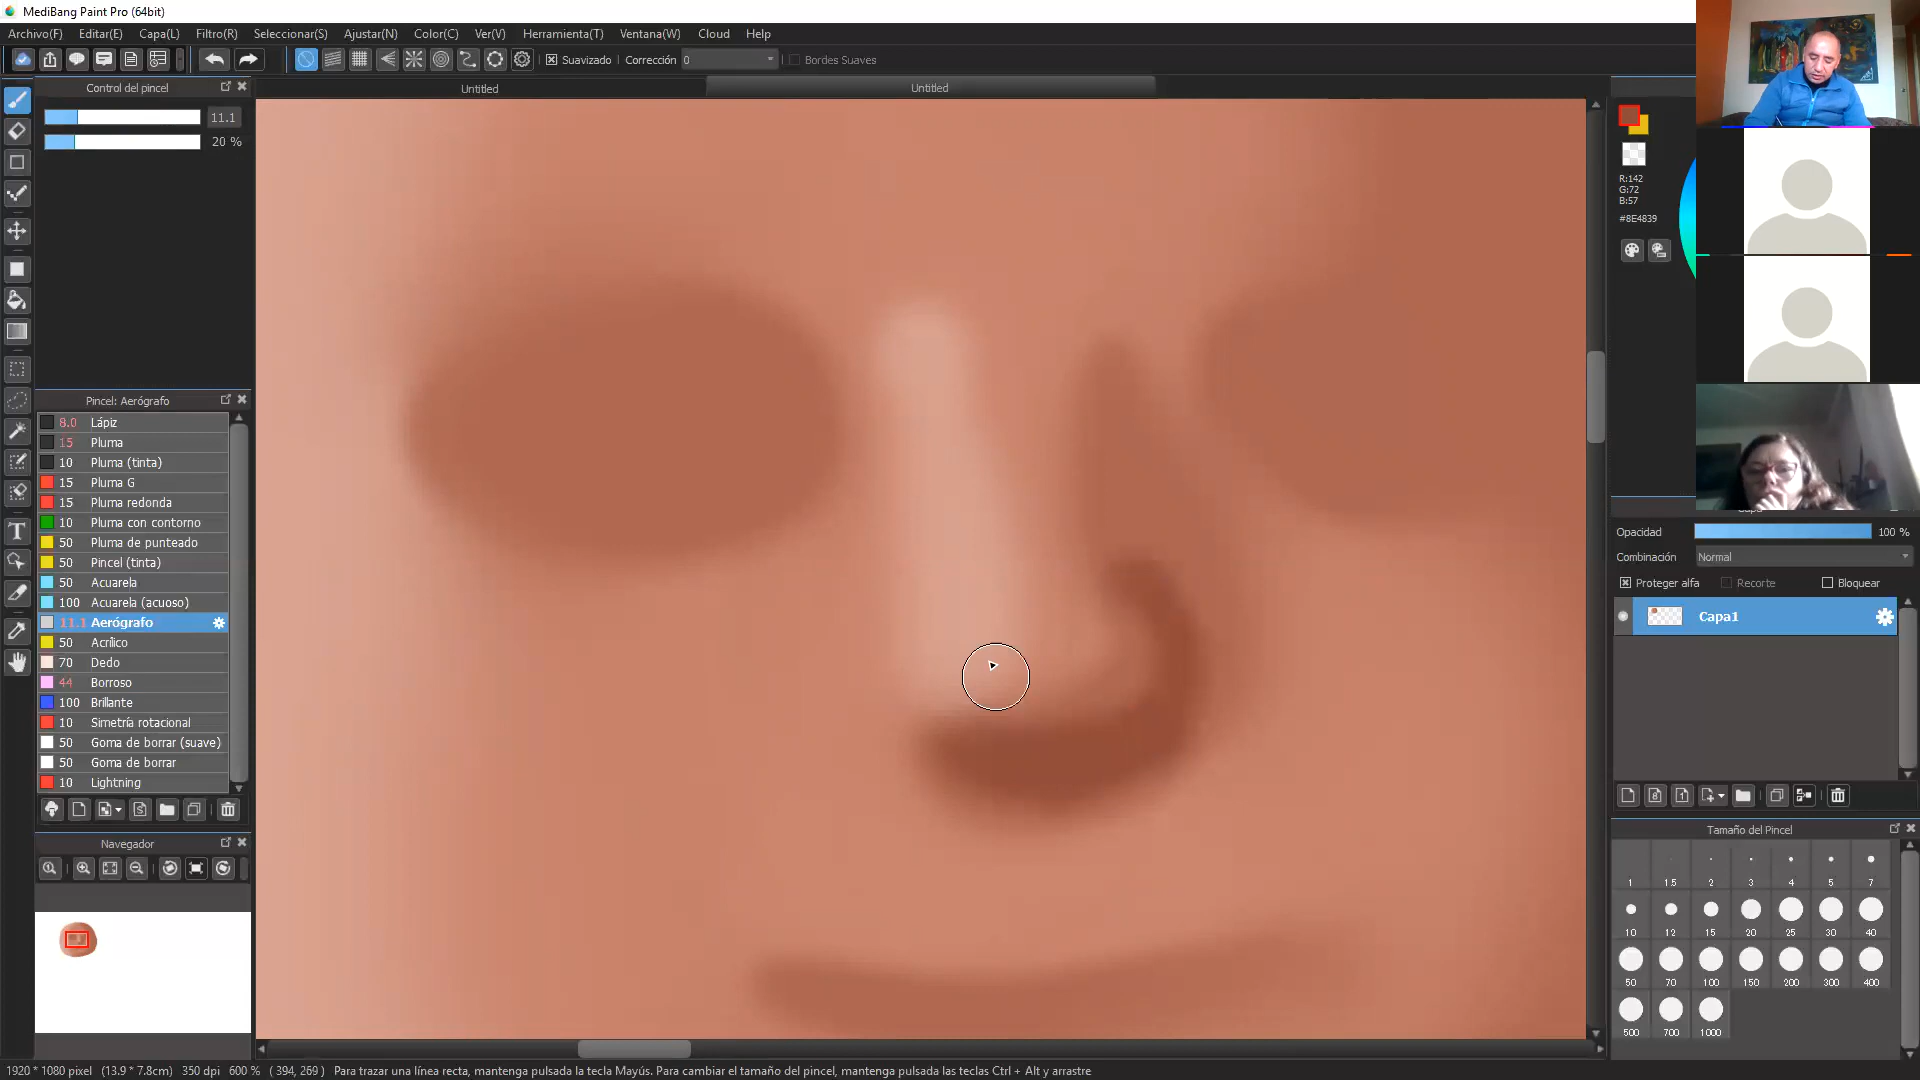 MediBang Paint Pro (64bit)
Archivo(F) Editar(E) Capa(L) Filtro(R) Seleccionar(S) Ajustar(N) Color(C) Ver(V) Herramienta(T) Ventana(W) Cloud Help
Suavizado Corrección 0 Bordes Suaves
Control del pincel
Untitled
Untitled
11.1
20 %
R:142
G:72
B:57
#8E4839
Pincel: Aerógrafo
8.0 Lápiz
15 Pluma
10 Pluma (tinta)
15 Pluma G
15 Pluma redonda
10 Pluma con contorno
50 Pluma de punteado
50 Pincel (tinta)
50 Acuarela
100 Acuarela (acuoso)
11.1 Aerógrafo
50 Acrílico
70 Dedo
44 Borroso
100 Brillante
10 Simetría rotacional
50 Goma de borrar (suave)
50 Goma de borrar
10 Lightning
Navegador
Opacidad 100 %
Combinación Normal
Proteger alfa Recorte Bloquear
Capa1
Tamaño del Pincel
1 1.5 2 3 4 5 7
10 12 15 20 25 30 40
50 70 100 150 200 300 400
500 700 1000
1920 * 1080 pixel (13.9 * 7.8cm) 350 dpi 600 % ( 394, 269 ) Para trazar una línea recta, mantenga pulsada la tecla Mayús. Para cambiar el tamaño del pincel, mantenga pulsadas las teclas Ctrl + Alt y arrastre